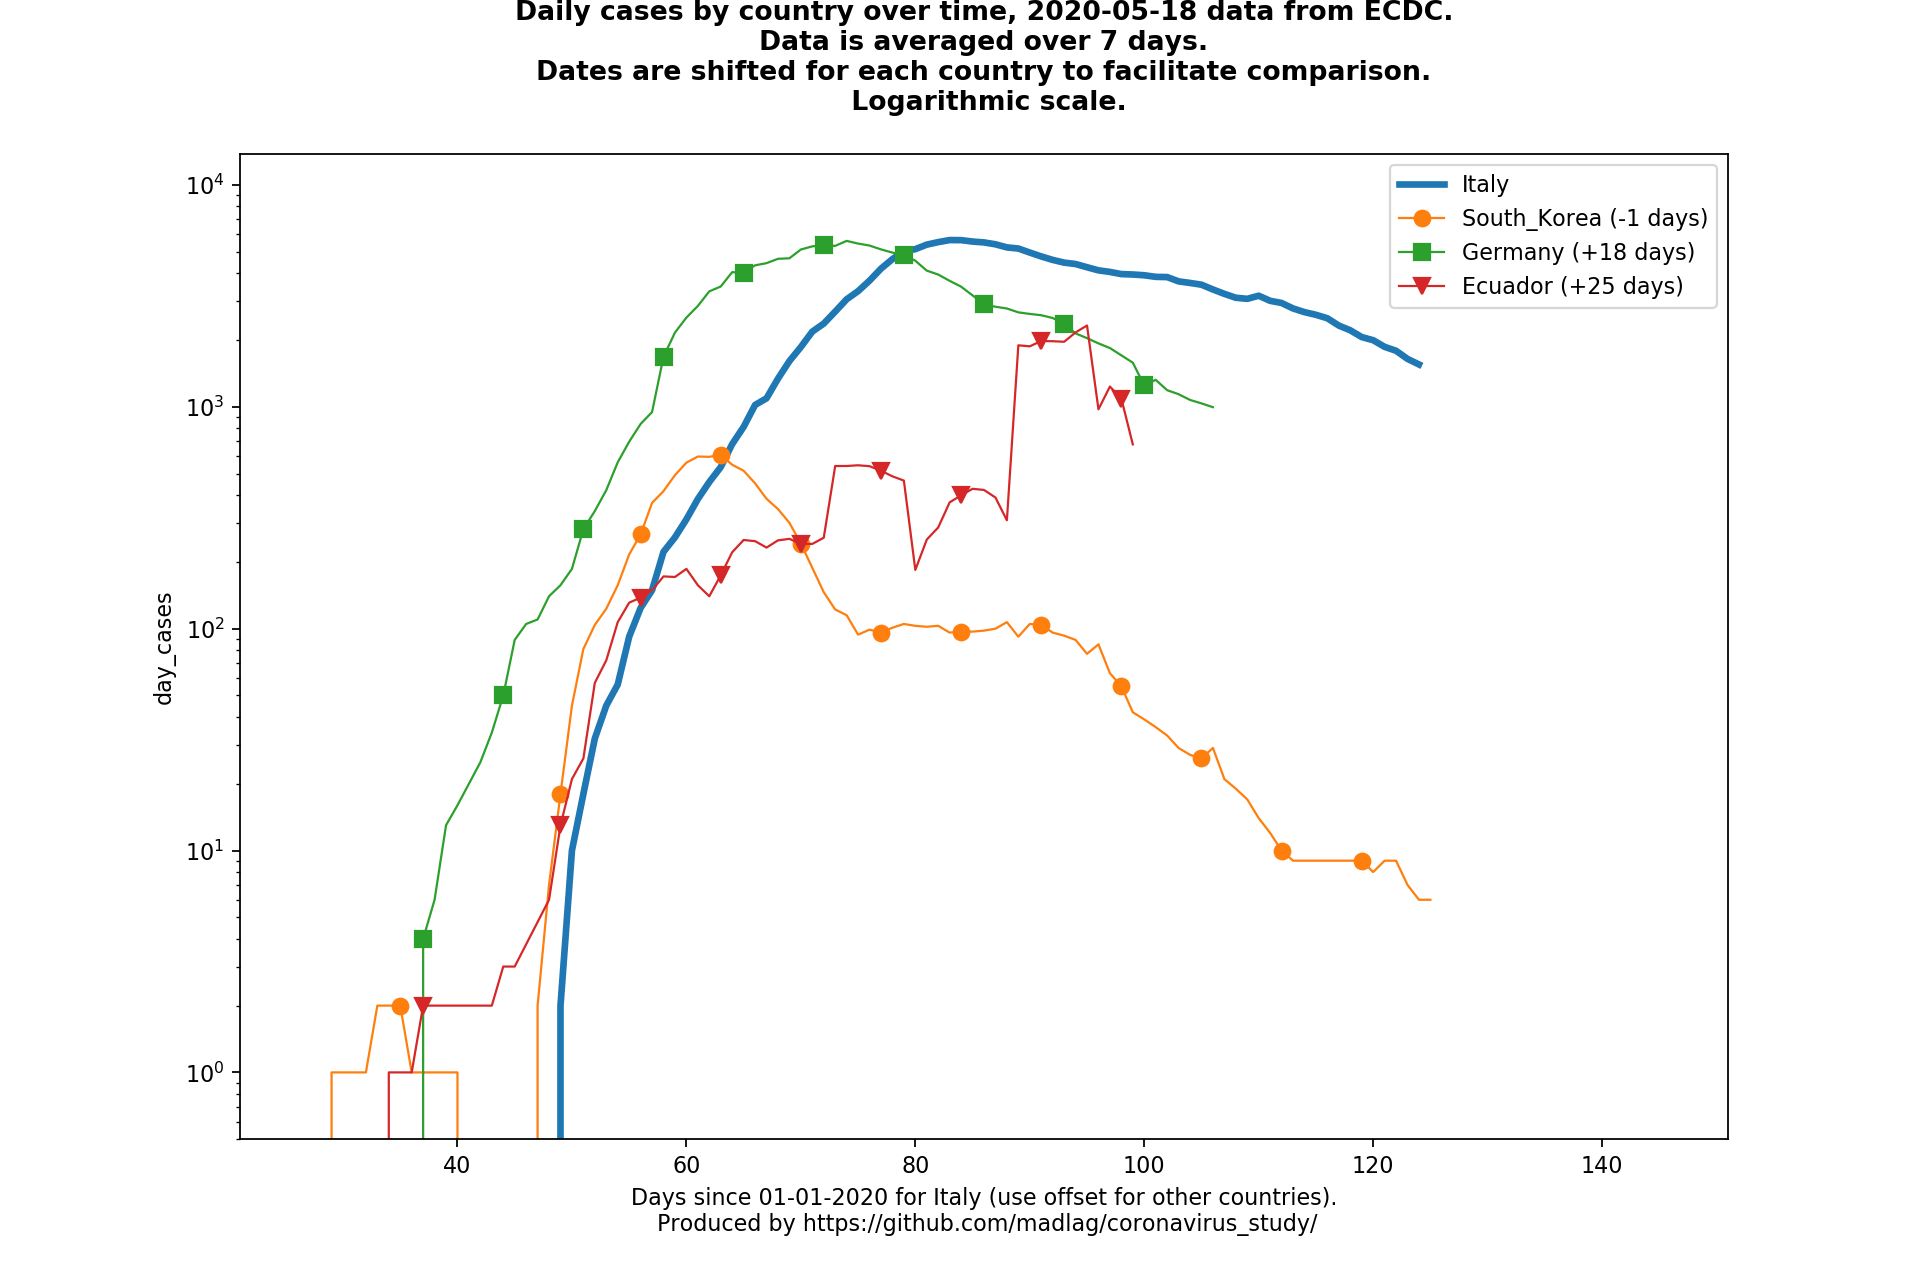 Daily cases by country over time, 2020-05-18 data from ECDC.
Data is averaged over 7 days.
Dates are shifted for each country to facilitate comparison.
Logarithmic scale.
10⁴
10³
10²
10¹
10⁰
day_cases
Italy
South_Korea (-1 days)
Germany (+18 days)
Ecuador (+25 days)
40 60 80 100 120 140
Days since 01-01-2020 for Italy (use offset for other countries).
Produced by https://github.com/madlag/coronavirus_study/